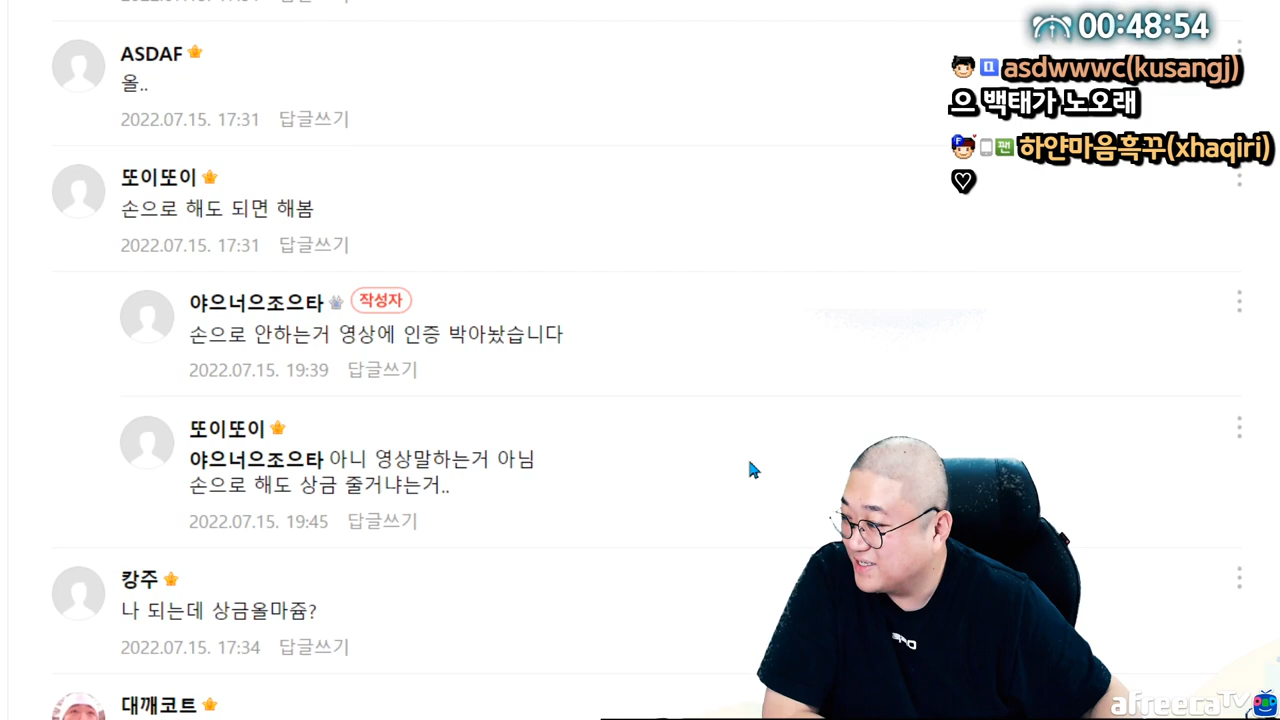 00:48:54
asdwwwc(kusangj)
으 백태가 노오래
팬 하얀마음흑꾸(xhaqiri)
♡
ASDAF
올..
2022.07.15. 17:31 답글쓰기
또이또이
손으로 해도 되면 해봄
2022.07.15. 17:31 답글쓰기
야으너으조으타 작성자
손으로 안하는거 영상에 인증 박아놨습니다
2022.07.15. 19:39 답글쓰기
또이또이
야으너으조으타 아니 영상말하는거 아님
손으로 해도 상금 줄거냐는거..
2022.07.15. 19:45 답글쓰기
캉주
나 되는데 상금올마쥼?
2022.07.15. 17:34 답글쓰기
대깨코트
afreecaTV